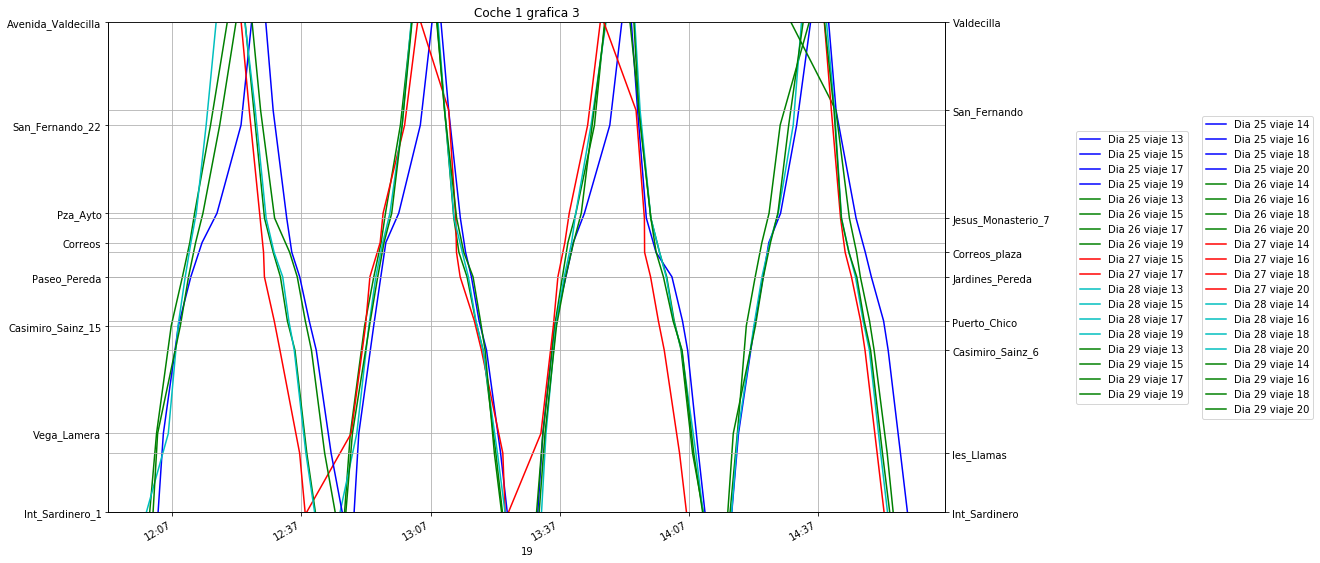 Coche 1 grafica 3
Avenida_Valdecilla
San_Fernando_22
Pza_Ayto
Correos
Paseo_Pereda
Casimiro_Sainz_15
Vega_Lamera
Int_Sardinero_1
Valdecilla
San_Fernando
Jesus_Monasterio_7
Correos_plaza
Jardines_Pereda
Puerto_Chico
Casimiro_Sainz_6
Ies_Llamas
Int_Sardinero
12:07
12:37
13:07
13:37
14:07
14:37
19
Dia 25 viaje 13
Dia 25 viaje 15
Dia 25 viaje 17
Dia 25 viaje 19
Dia 26 viaje 13
Dia 26 viaje 15
Dia 26 viaje 17
Dia 26 viaje 19
Dia 27 viaje 15
Dia 27 viaje 17
Dia 28 viaje 13
Dia 28 viaje 15
Dia 28 viaje 17
Dia 28 viaje 19
Dia 29 viaje 13
Dia 29 viaje 15
Dia 29 viaje 17
Dia 29 viaje 19
Dia 25 viaje 14
Dia 25 viaje 16
Dia 25 viaje 18
Dia 25 viaje 20
Dia 26 viaje 14
Dia 26 viaje 16
Dia 26 viaje 18
Dia 26 viaje 20
Dia 27 viaje 14
Dia 27 viaje 16
Dia 27 viaje 18
Dia 27 viaje 20
Dia 28 viaje 14
Dia 28 viaje 16
Dia 28 viaje 18
Dia 28 viaje 20
Dia 29 viaje 14
Dia 29 viaje 16
Dia 29 viaje 18
Dia 29 viaje 20